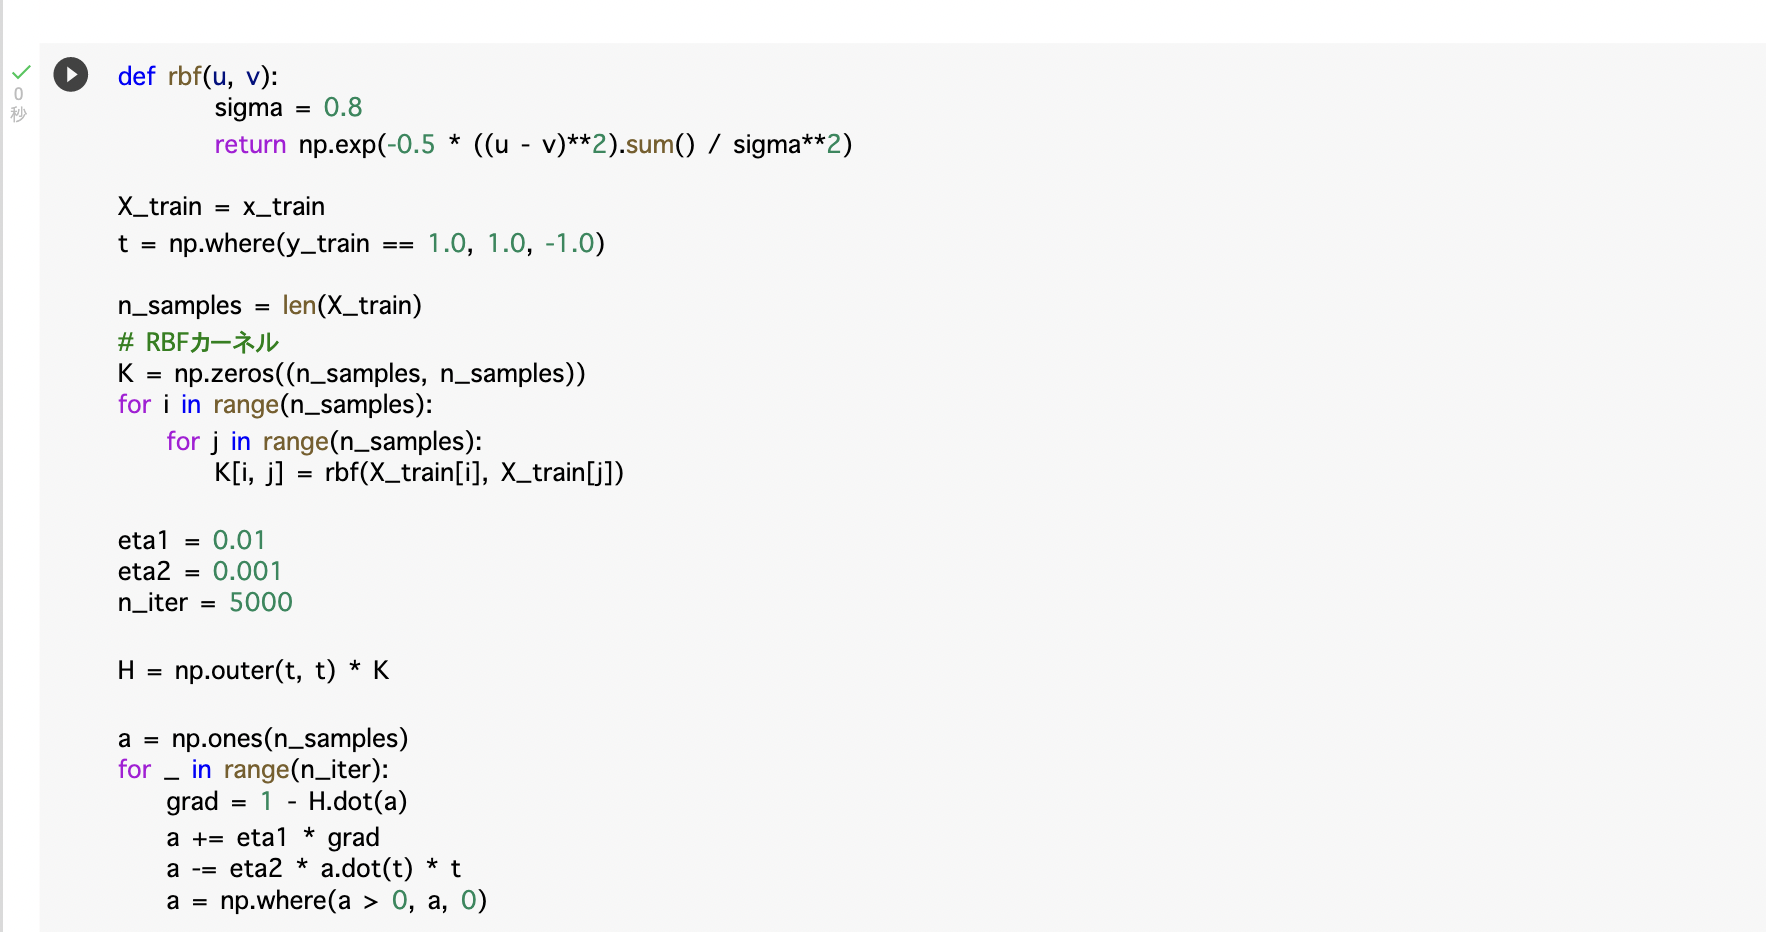 0
秒
def rbf(u, v):
        sigma = 0.8
        return np.exp(-0.5 * ((u - v)**2).sum() / sigma**2)
X_train = x_train
t = np.where(y_train == 1.0, 1.0, -1.0)
n_samples = len(X_train)
# RBFカーネル
K = np.zeros((n_samples, n_samples))
for i in range(n_samples):
    for j in range(n_samples):
        K[i, j] = rbf(X_train[i], X_train[j])
eta1 = 0.01
eta2 = 0.001
n_iter = 5000
H = np.outer(t, t) * K
a = np.ones(n_samples)
for _ in range(n_iter):
    grad = 1 - H.dot(a)
    a += eta1 * grad
    a -= eta2 * a.dot(t) * t
    a = np.where(a > 0, a, 0)